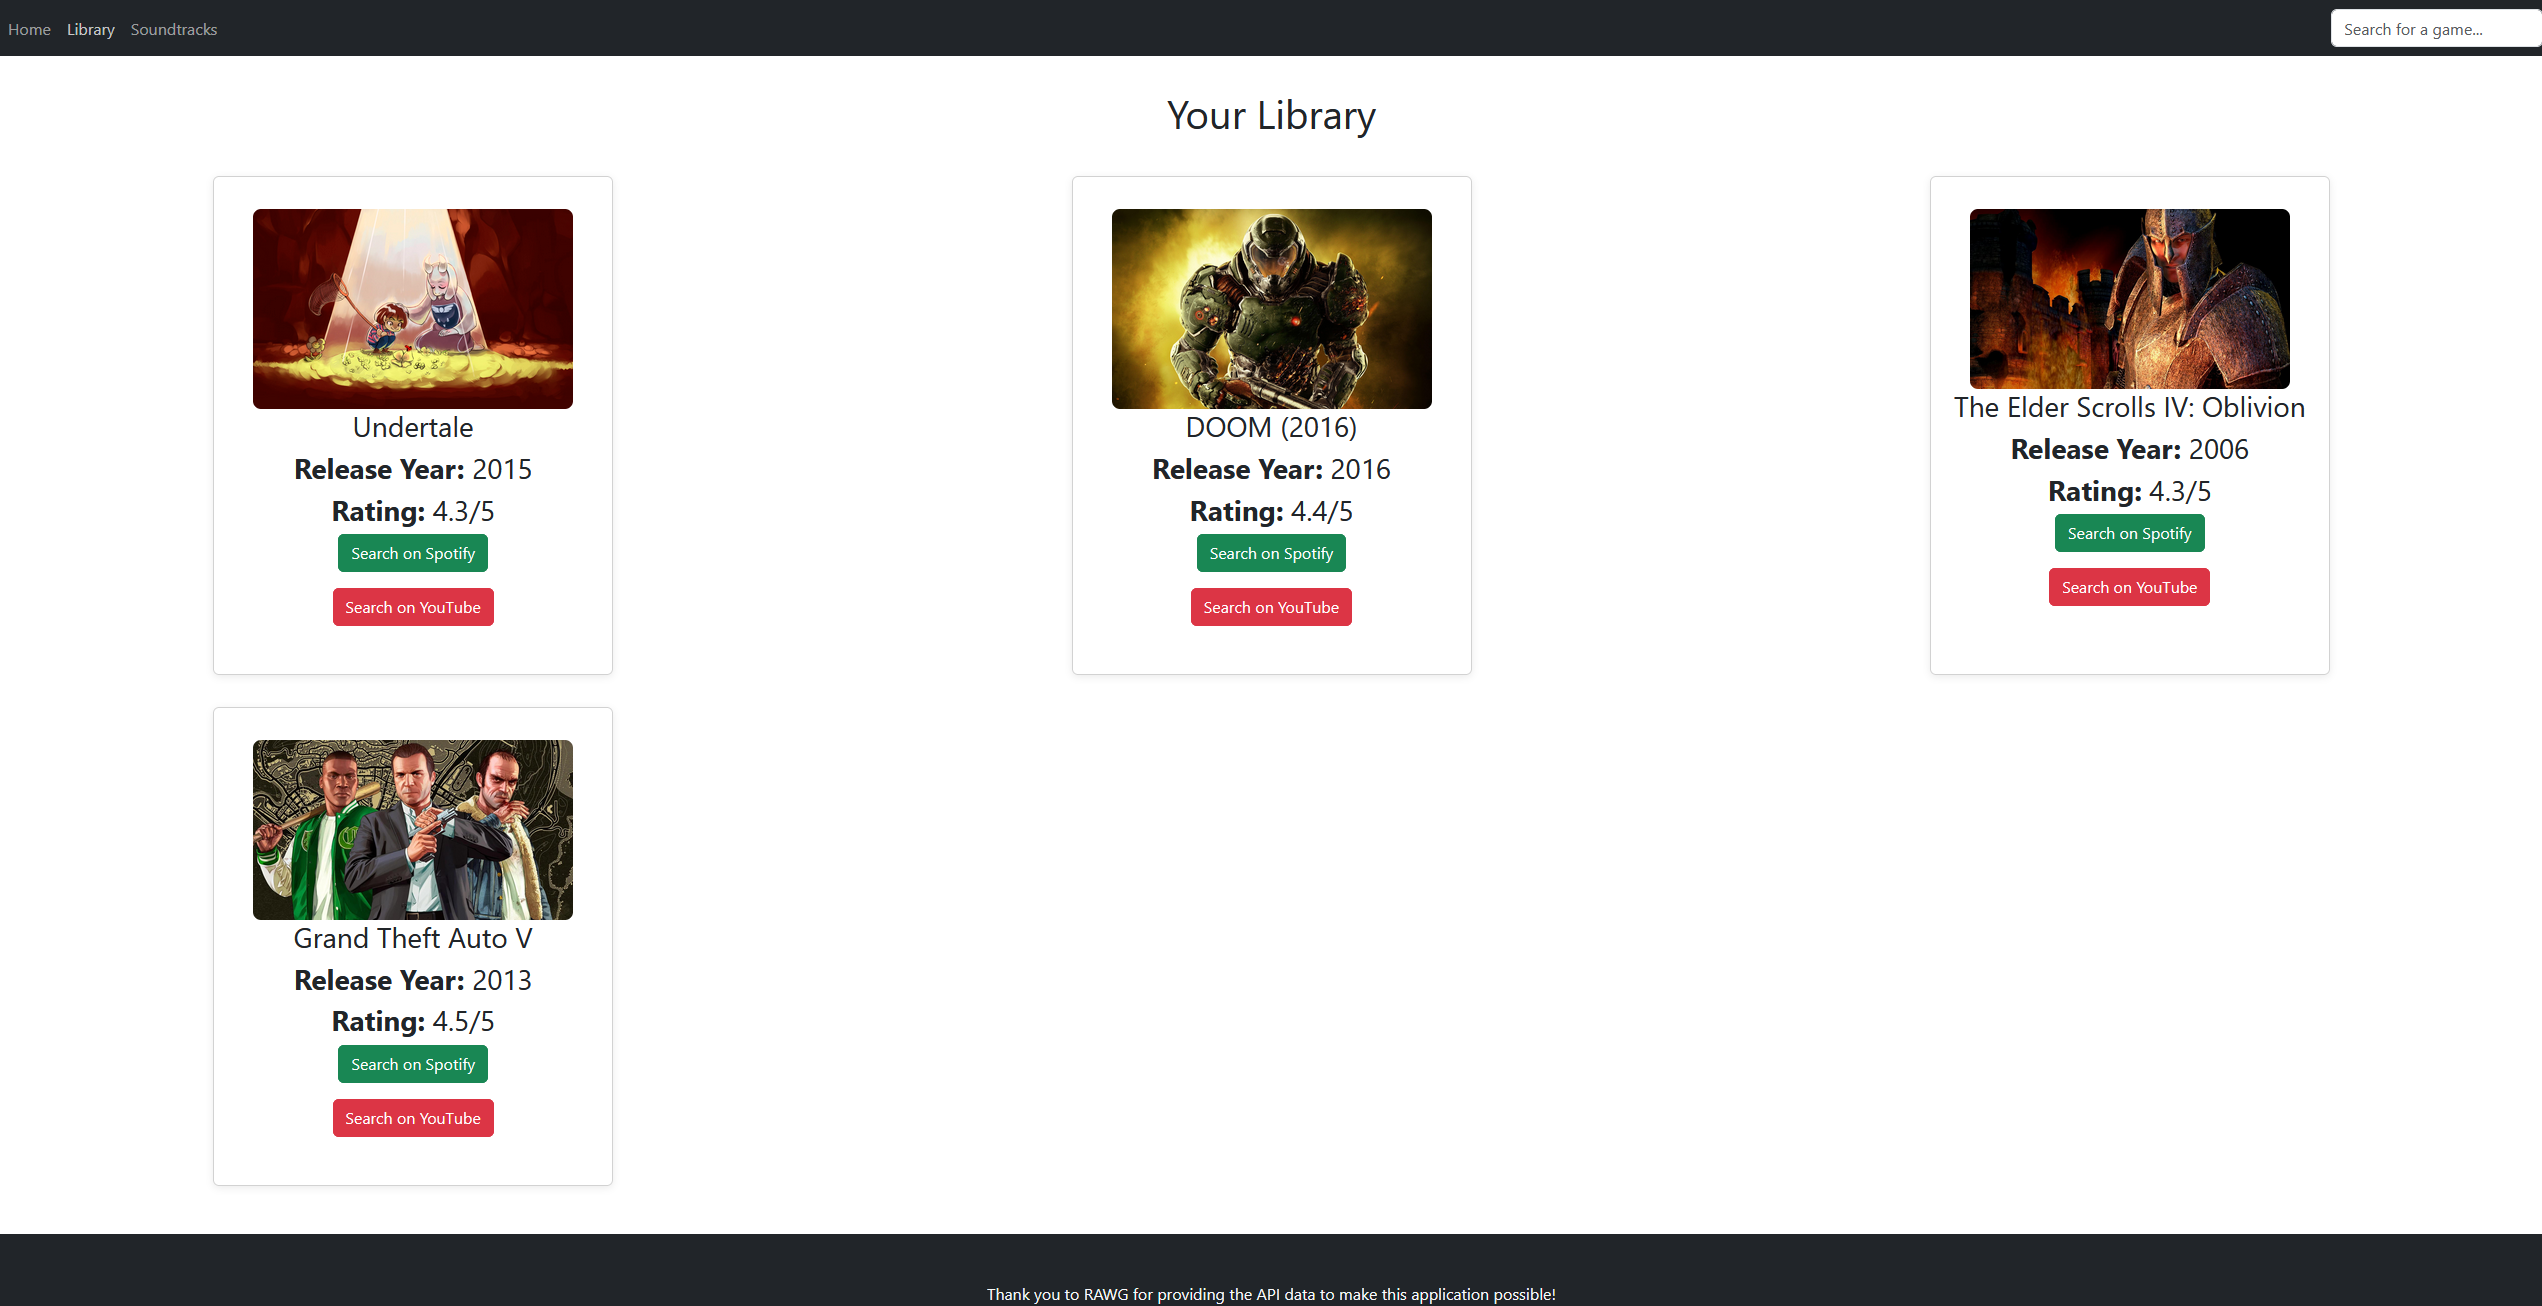 Home Library Soundtracks
Search for a game...
Your Library
Undertale
Release Year: 2015
Rating: 4.3/5
Search on Spotify
Search on YouTube
DOOM (2016)
Release Year: 2016
Rating: 4.4/5
Search on Spotify
Search on YouTube
The Elder Scrolls IV: Oblivion
Release Year: 2006
Rating: 4.3/5
Search on Spotify
Search on YouTube
Grand Theft Auto V
Release Year: 2013
Rating: 4.5/5
Search on Spotify
Search on YouTube
Thank you to RAWG for providing the API data to make this application possible!